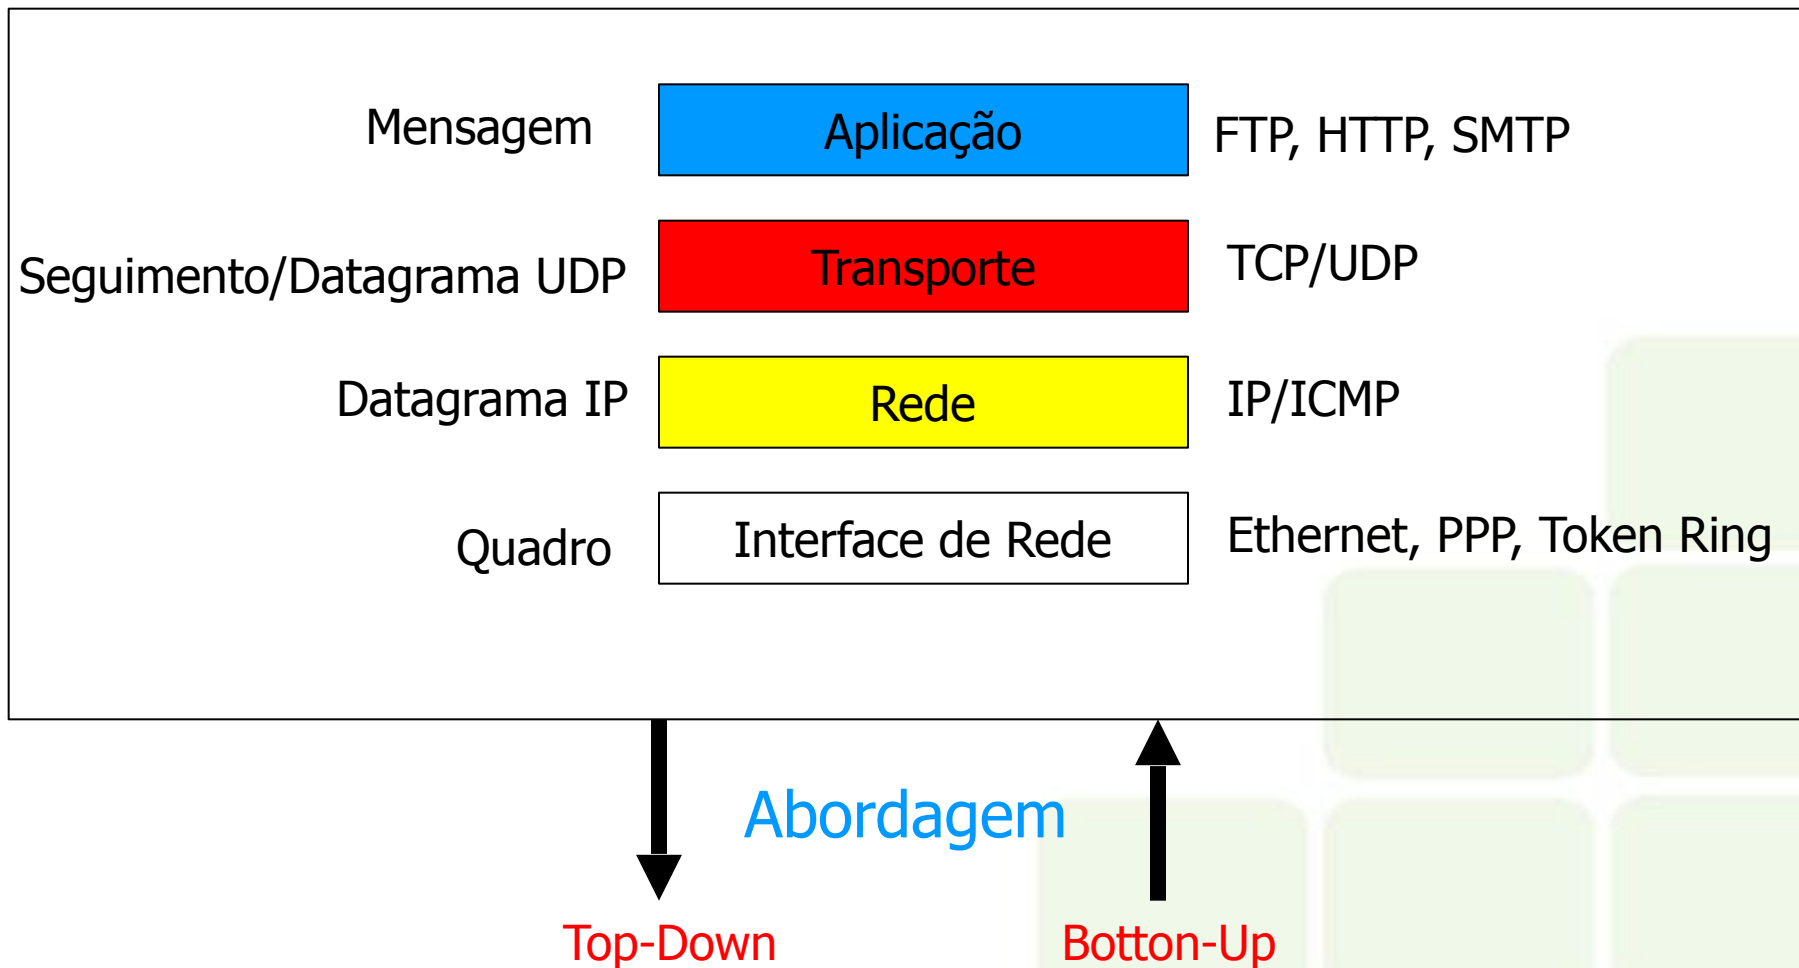 Mensagem
Aplicação
FTP, HTTP, SMTP
Seguimento/Datagrama UDP
Transporte
TCP/UDP
Datagrama IP
Rede
IP/ICMP
Quadro
Interface de Rede
Ethernet, PPP, Token Ring
Abordagem
Top-Down
Botton-Up